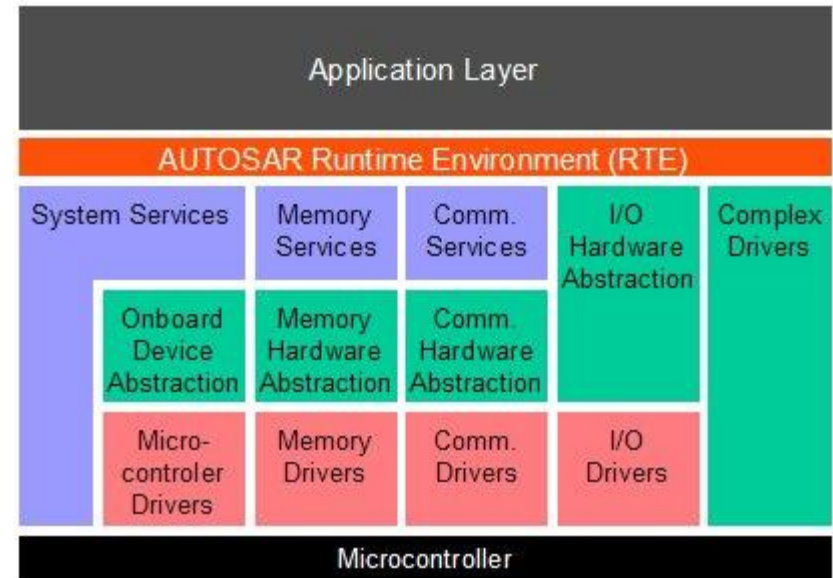 Application Layer
AUTOSAR Runtime Environment (RTE)
System Services
Memory
Services
Comm.
Services
I/O
Hardware
Abstraction
Complex
Drivers
Onboard
Device
Abstraction
Memory
Hardware
Abstraction
Comm.
Hardware
Abstraction
Micro-
controler
Drivers
Memory
Drivers
Comm.
Drivers
I/O
Drivers
Microcontroller